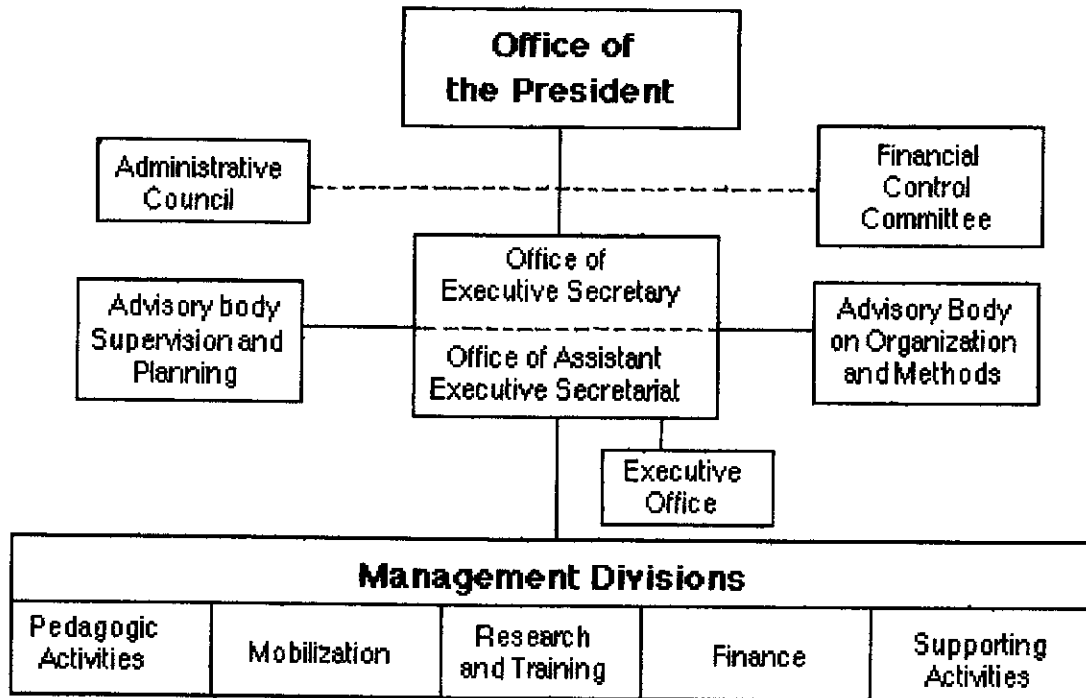 Office of
the President
Administrative
Council
Financial
Control
Committee
Office of
Executive Secretary
Advisory body
Supervision and
Planning
Office of Assistant
Executive Secretariat
Advisory Body
on Organization
and Methods
Executive
Office
Management Divisions
Pedagogic
Activities
Mobilization
Research
and Training
Finance
Supporting
Activities